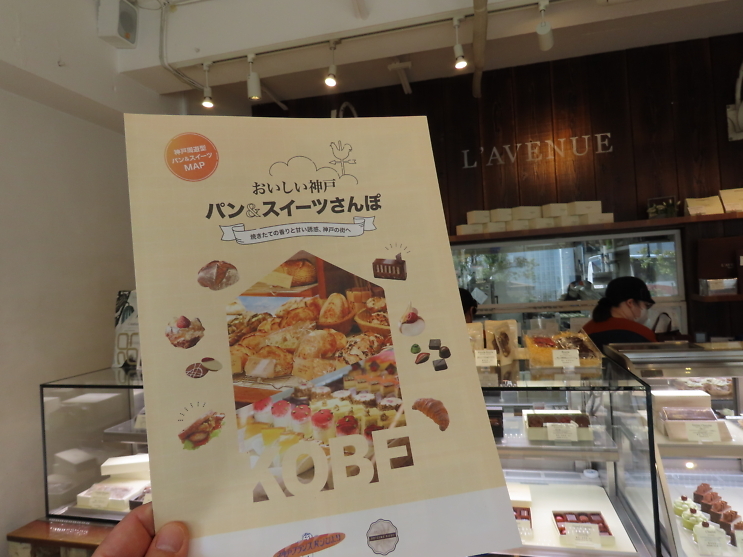 神戸周遊型
パン&スイーツ
MAP
おいしい神戸
パン&スイーツさんぽ
焼きたての香りと甘い誘惑、神戸の街へ
KOBE
L'AVENUE